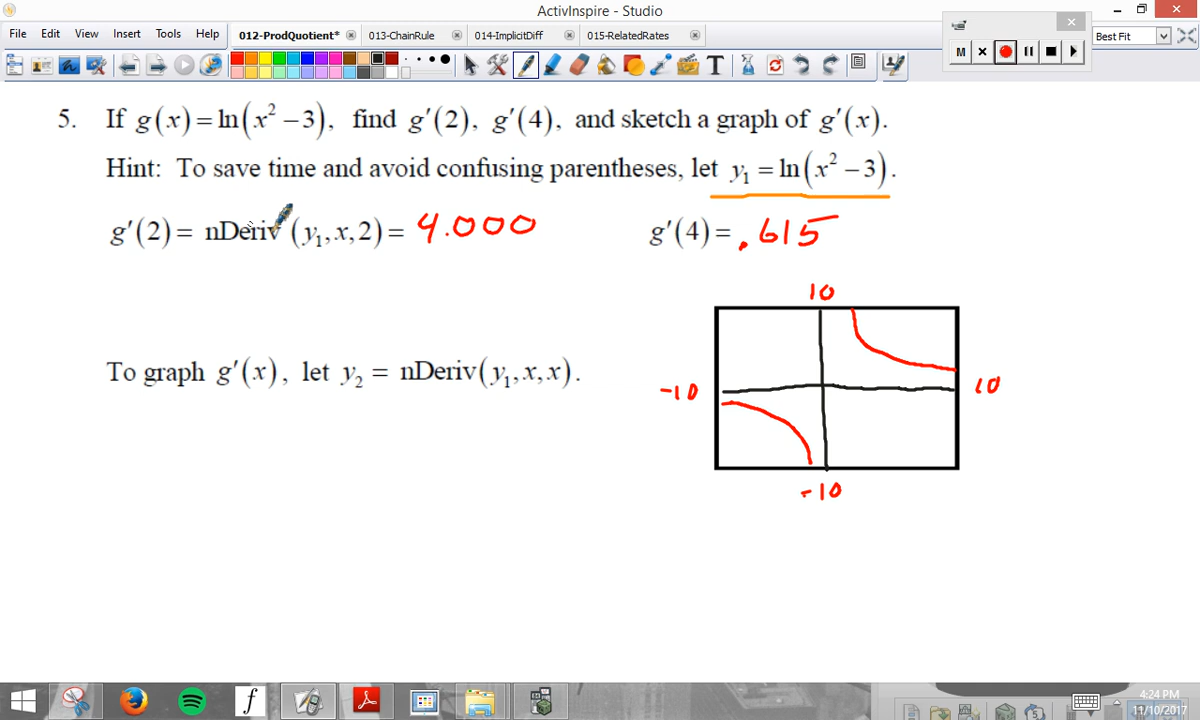 ActivInspire - Studio
File Edit View Insert Tools Help
012-ProdQuotient* 013-ChainRule 014-ImplicitDiff 015-RelatedRates
Best Fit
M
5. If g(x) = ln(x² − 3), find g′(2), g′(4), and sketch a graph of g′(x).
Hint: To save time and avoid confusing parentheses, let y₁ = ln(x² − 3).
g′(2) = nDeriv(y₁, x, 2) = 4.000 g′(4) = .615
10
To graph g′(x), let y₂ = nDeriv(y₁, x, x).
-10 10
-10
4:24 PM
11/10/2017